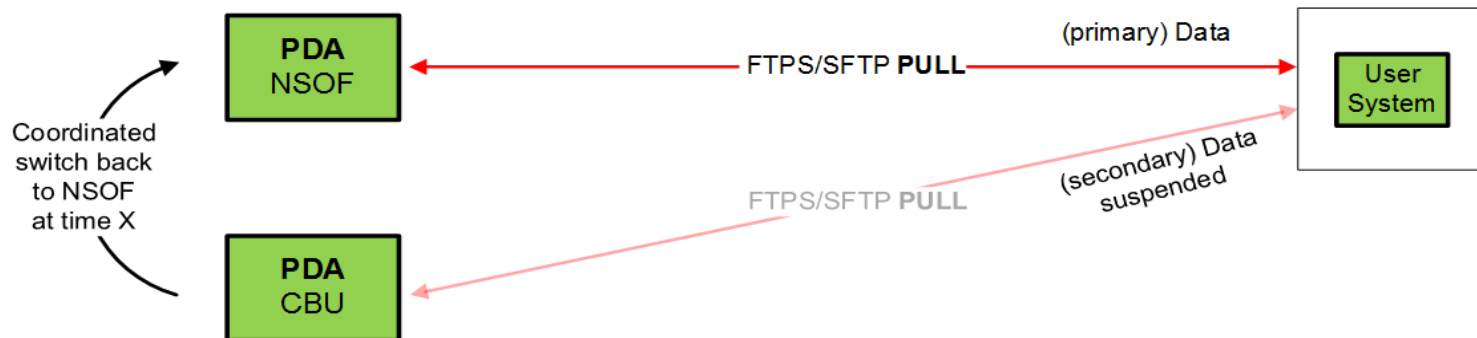 PDA
NSOF
FTPS/SFTP PULL
(primary) Data
User
System
Coordinated
switch back
to NSOF
at time X
(secondary) Data
suspended
FTPS/SFTP PULL
PDA
CBU